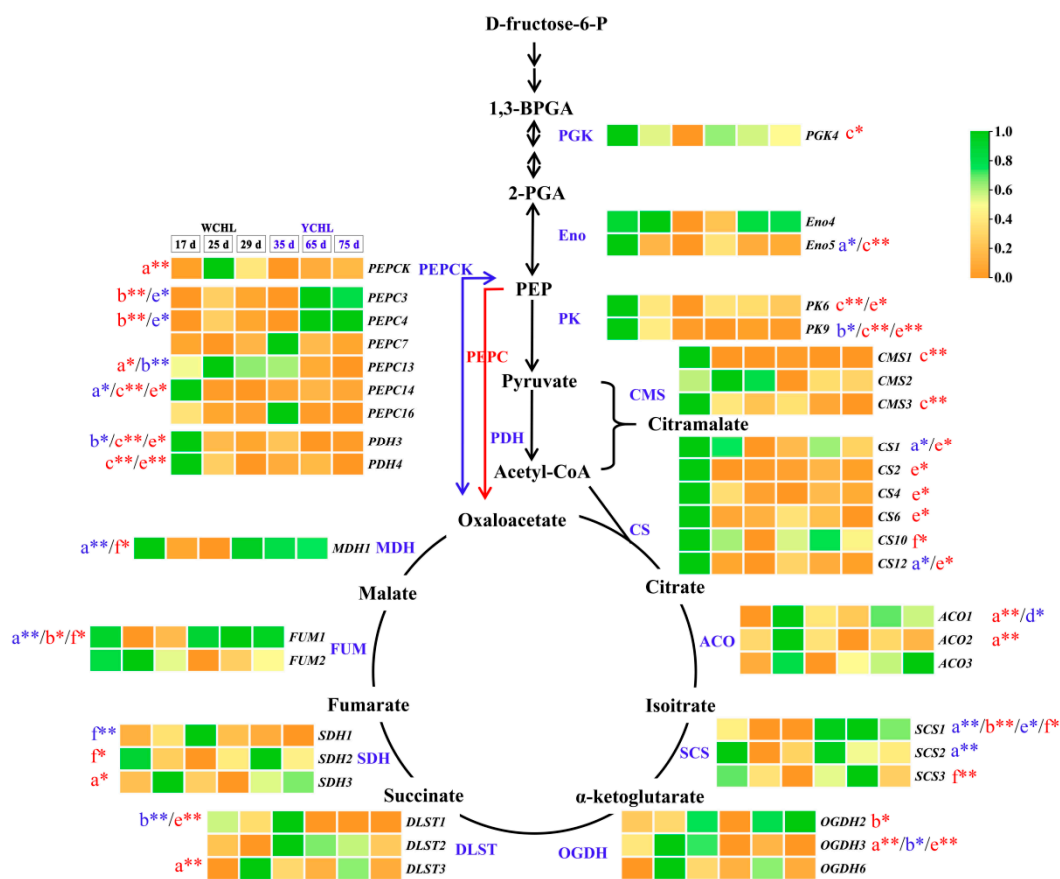 D-fructose-6-P
1,3-BPGA
PGK
PGK4 c*
1.0
0.8
0.6
0.4
0.2
0.0
2-PGA
Eno
Eno4
Eno5 a*/c**
WCHL YCHL
17 d 25 d 29 d 35 d 65 d 75 d
a** PEPCK PEPCK
b**/e* PEPC3
b**/e* PEPC4
PEPC7
a*/b** PEPC13
a*/c**/e* PEPC14
PEPC16
b*/c**/e* PDH3
c**/e** PDH4
PEP
PEPC
PK
PK6 c**/e*
PK9 b*/c**/e**
Pyruvate
CMS
CMS1 c**
CMS2
CMS3 c**
Citramalate
PDH
Acetyl-CoA
CS
CS1 a*/e*
CS2 e*
CS4 e*
CS6 e*
CS10 f*
CS12 a*/e*
Oxaloacetate
a**/f* MDH1 MDH
Malate
Citrate
a**/b*/f* FUM1
FUM2
FUM
ACO
ACO1 a**/d*
ACO2 a**
ACO3
Fumarate
Isoitrate
f** SDH1
f* SDH2
a* SDH3
SDH
SCS
SCS1 a**/b**/e*/f*
SCS2 a**
SCS3 f**
Succinate
α-ketoglutarate
b**/e** DLST1
DLST2
a** DLST3
DLST
OGDH
OGDH2 b*
OGDH3 a**/b*/e**
OGDH6